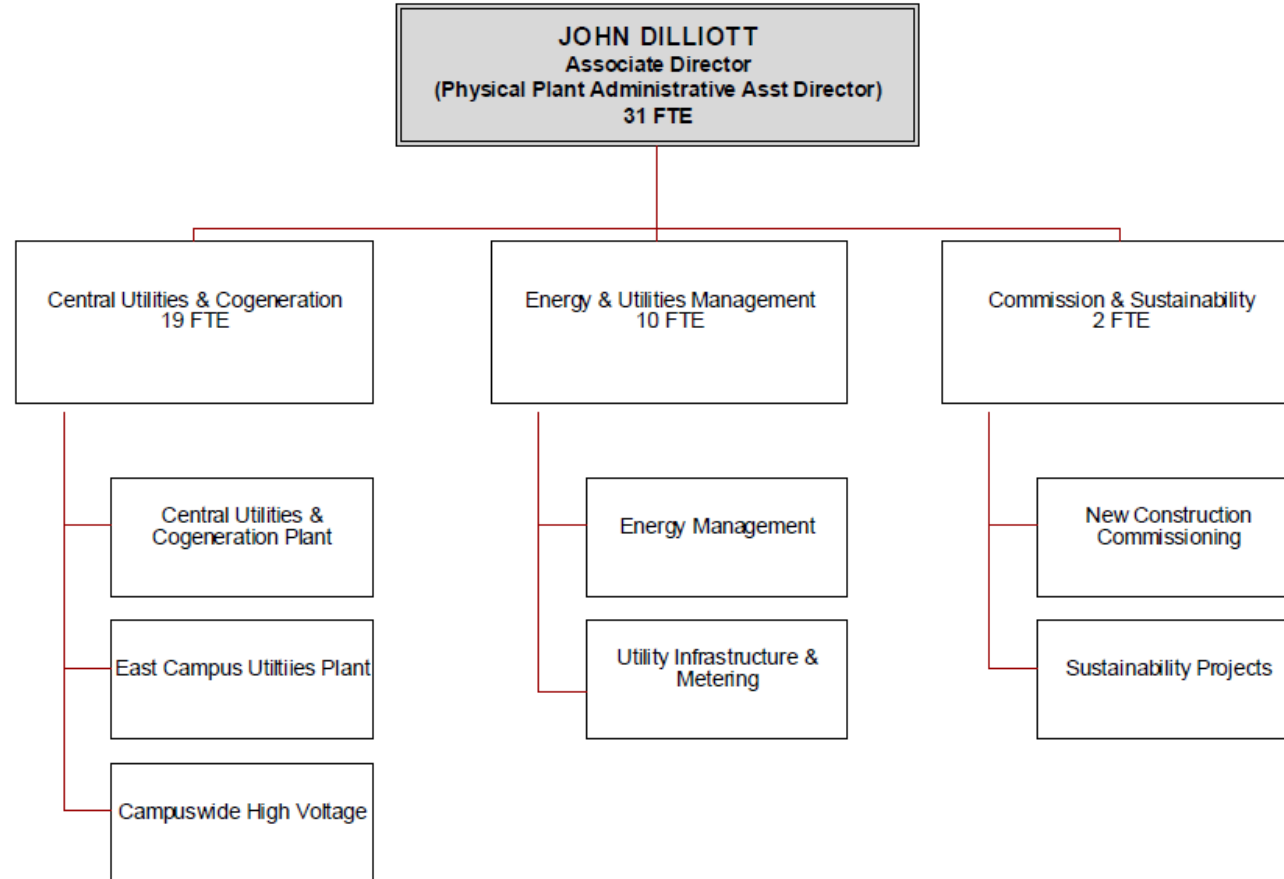 JOHN DILLIOTT
Associate Director
(Physical Plant Administrative Asst Director)
31 FTE
Central Utilities & Cogeneration
19 FTE
Energy & Utilities Management
10 FTE
Commission & Sustainability
2 FTE
Central Utilities &
Cogeneration Plant
Energy Management
New Construction
Commissioning
East Campus Utiltiies Plant
Utility Infrastructure &
Metering
Sustainability Projects
Campuswide High Voltage